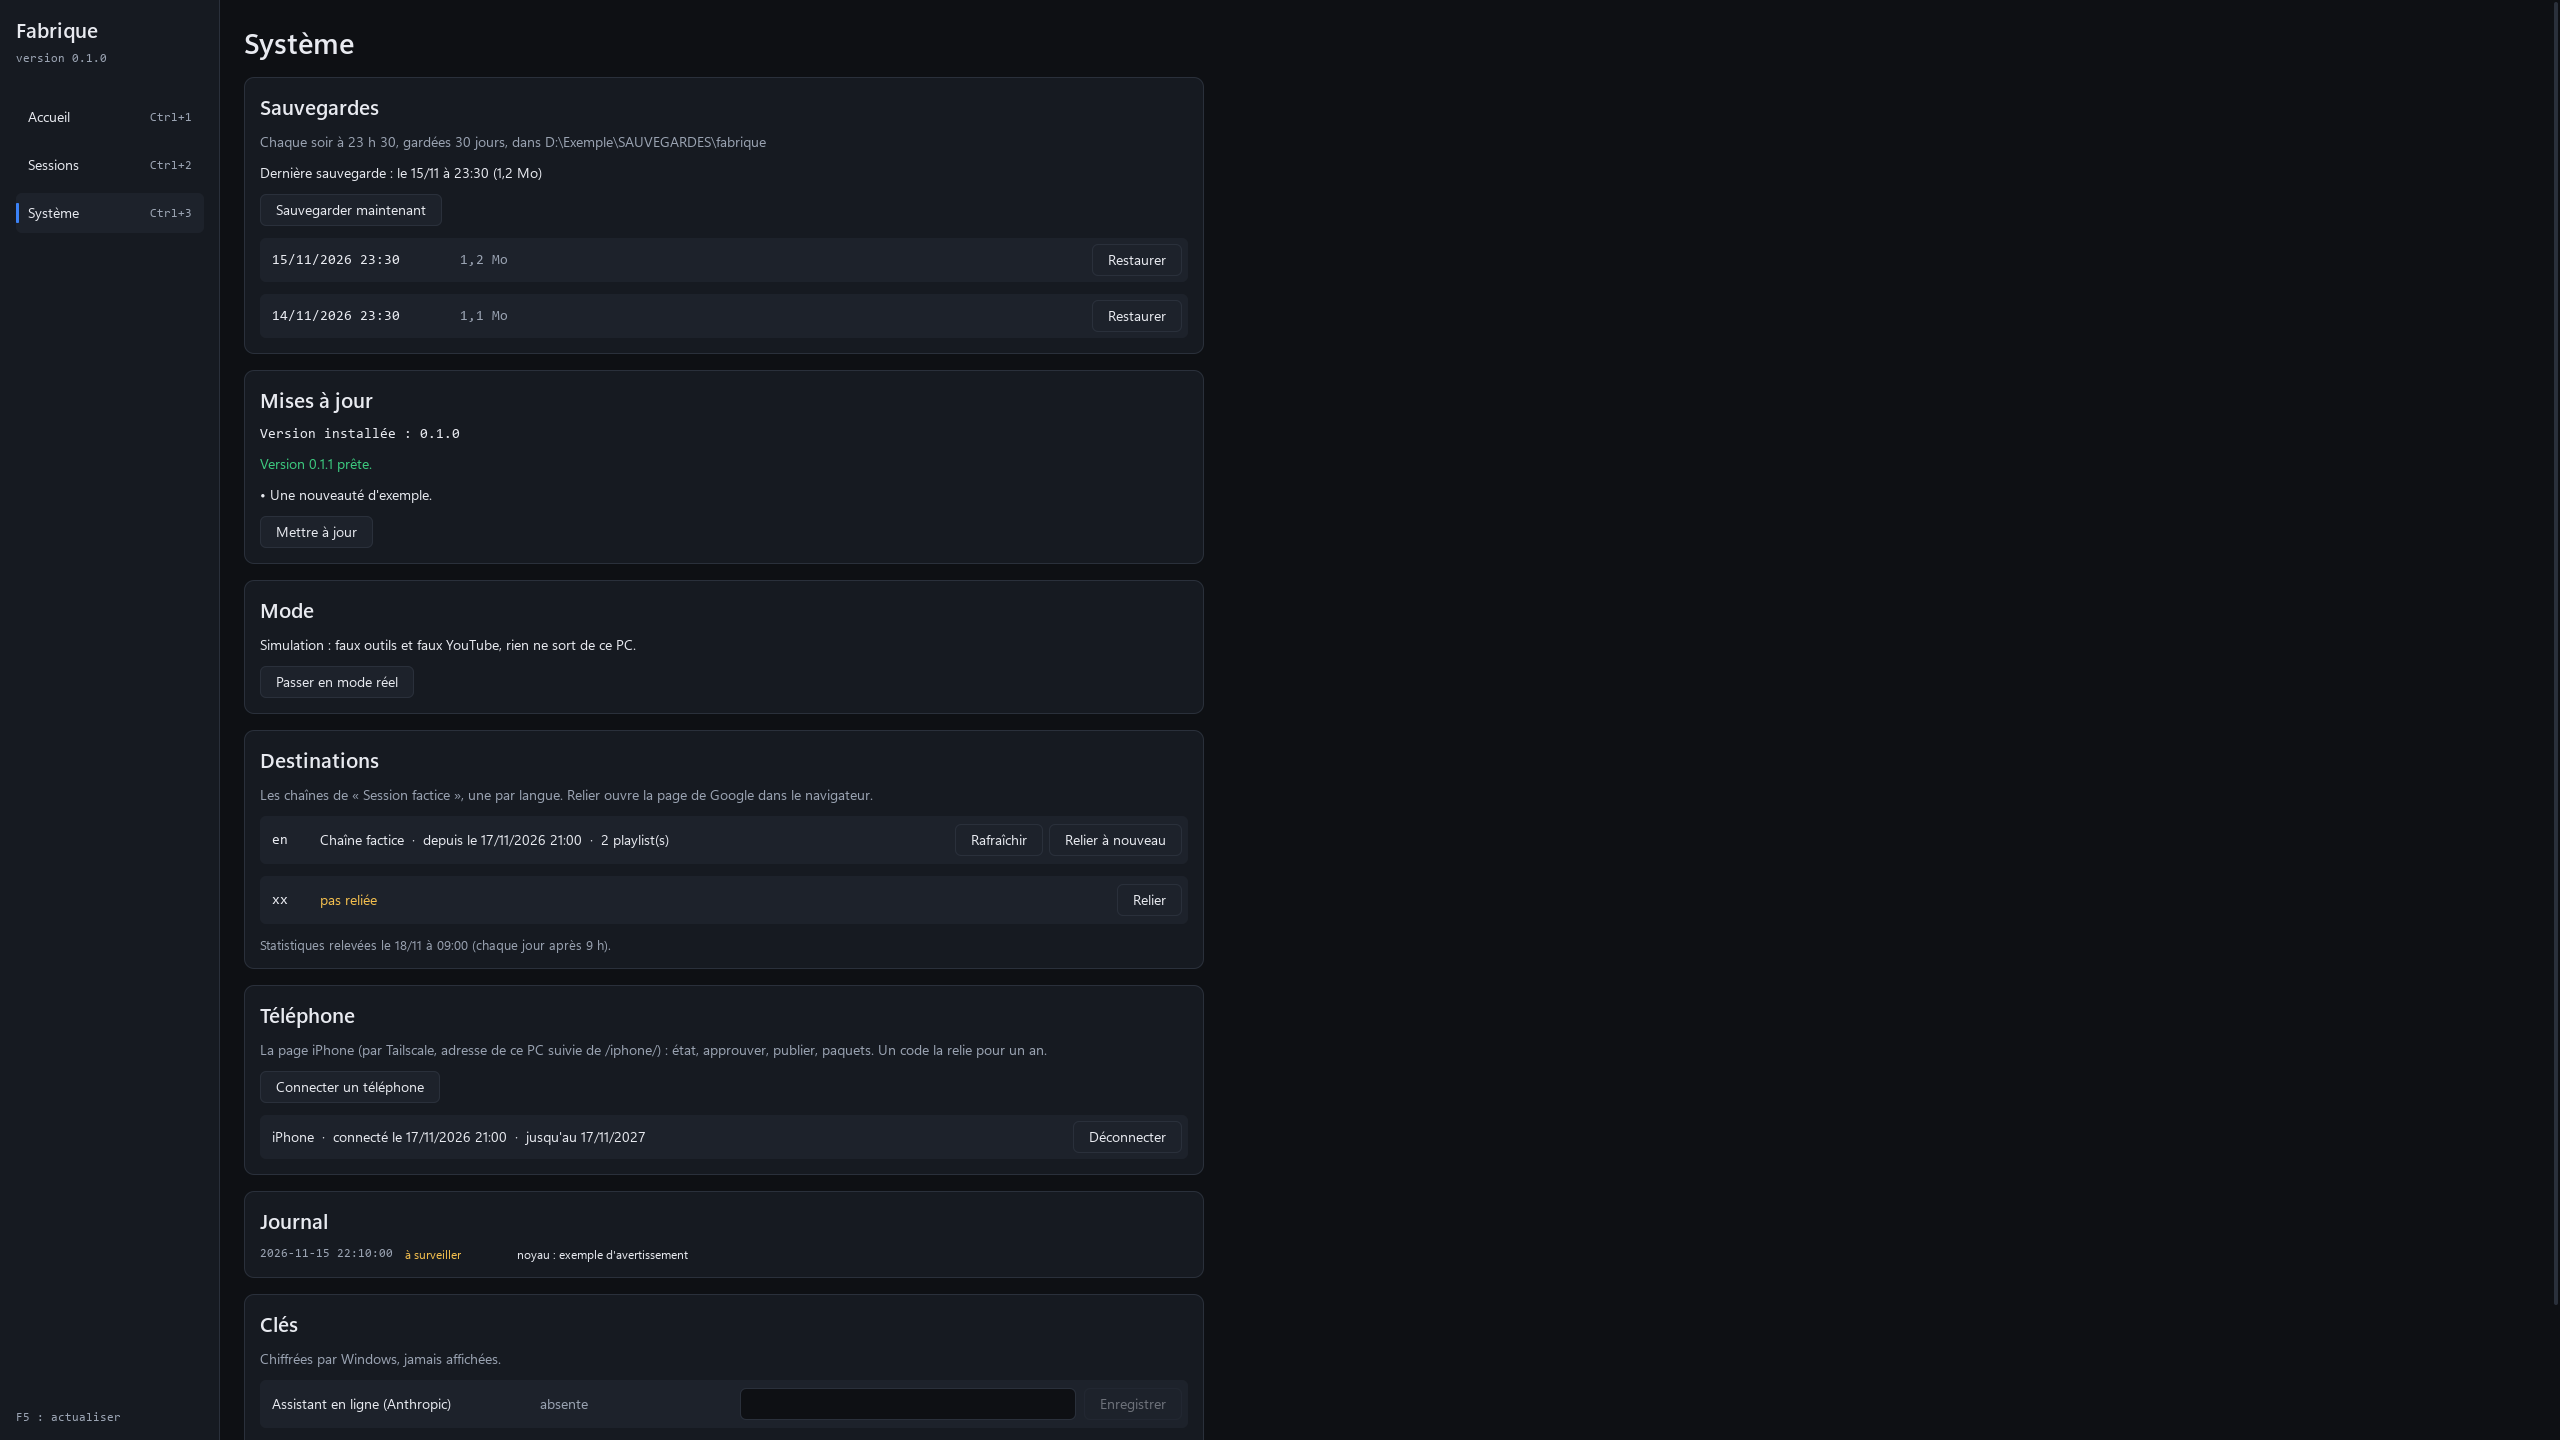 Fabrique
version 0.1.0
Accueil Ctrl+1
Sessions Ctrl+2
Système Ctrl+3
F5 : actualiser
Système
Sauvegardes
Chaque soir à 23 h 30, gardées 30 jours, dans D:\Exemple\SAUVEGARDES\fabrique
Dernière sauvegarde : le 15/11 à 23:30 (1,2 Mo)
Sauvegarder maintenant
15/11/2026 23:30 1,2 Mo Restaurer
14/11/2026 23:30 1,1 Mo Restaurer
Mises à jour
Version installée : 0.1.0
Version 0.1.1 prête.
• Une nouveauté d'exemple.
Mettre à jour
Mode
Simulation : faux outils et faux YouTube, rien ne sort de ce PC.
Passer en mode réel
Destinations
Les chaînes de « Session factice », une par langue. Relier ouvre la page de Google dans le navigateur.
en Chaîne factice · depuis le 17/11/2026 21:00 · 2 playlist(s) Rafraîchir Relier à nouveau
xx pas reliée Relier
Statistiques relevées le 18/11 à 09:00 (chaque jour après 9 h).
Téléphone
La page iPhone (par Tailscale, adresse de ce PC suivie de /iphone/) : état, approuver, publier, paquets. Un code la relie pour un an.
Connecter un téléphone
iPhone · connecté le 17/11/2026 21:00 · jusqu'au 17/11/2027 Déconnecter
Journal
2026-11-15 22:10:00 à surveiller noyau : exemple d'avertissement
Clés
Chiffrées par Windows, jamais affichées.
Assistant en ligne (Anthropic) absente Enregistrer